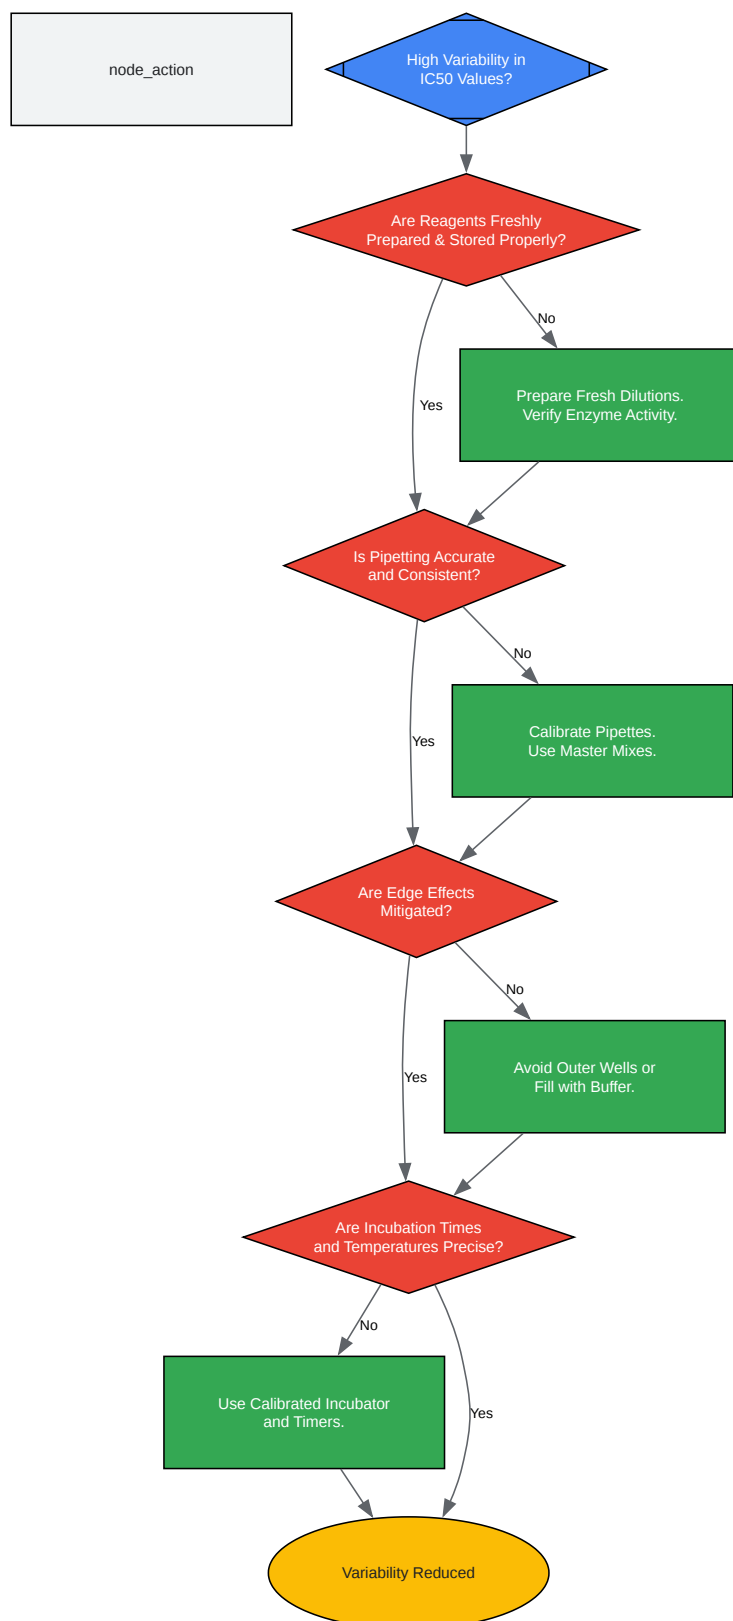 node_action
High Variability in
IC50 Values?
Are Reagents Freshly
Prepared & Stored Properly?
No
Prepare Fresh Dilutions.
Verify Enzyme Activity.
Yes
Is Pipetting Accurate
and Consistent?
No
Calibrate Pipettes.
Use Master Mixes.
Yes
Are Edge Effects
Mitigated?
No
Avoid Outer Wells or
Fill with Buffer.
Yes
Are Incubation Times
and Temperatures Precise?
No
Use Calibrated Incubator
and Timers.
Yes
Variability Reduced